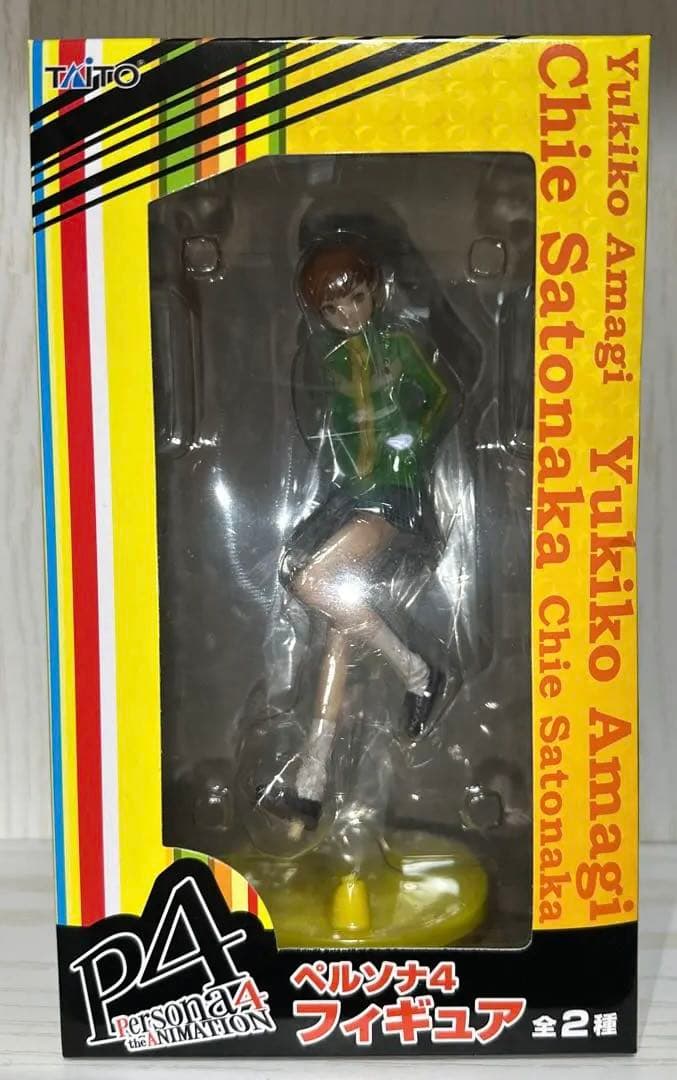 TAITO
Yukiko Amagi Yukiko Amagi
Chie Satonaka Chie Satonaka
P4
Persona4
the ANIMATION
ペルソナ4
フィギュア 全2種